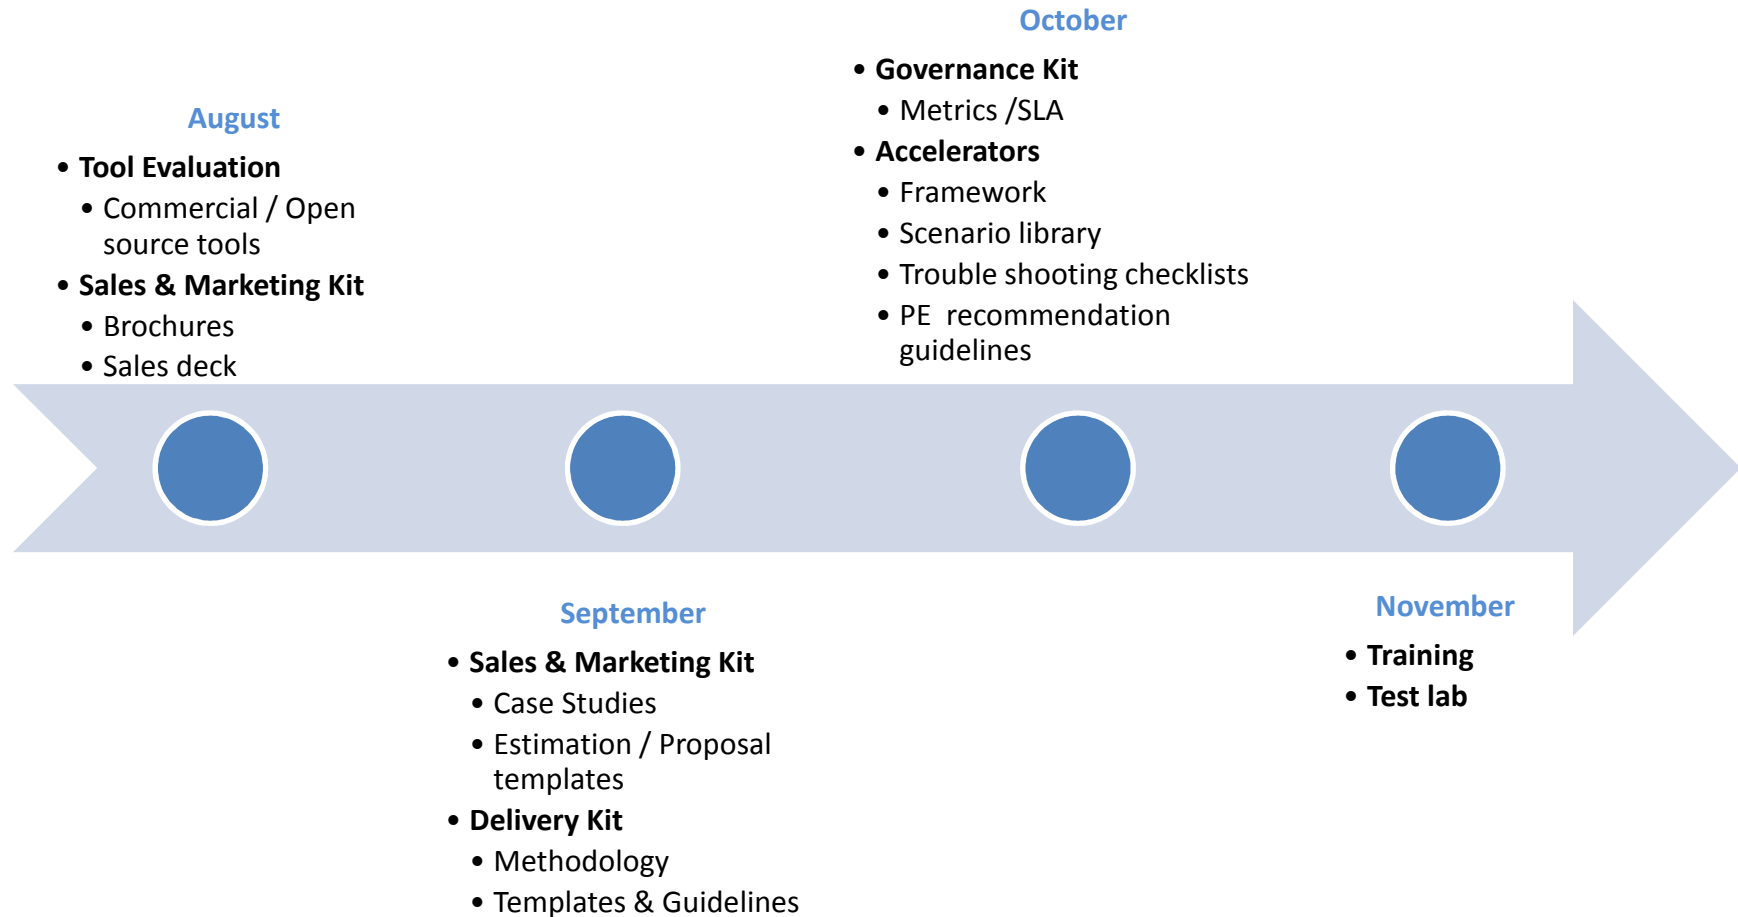 August
• Tool Evaluation
• Commercial / Open
source tools
• Sales & Marketing Kit
• Brochures
• Sales deck
September
• Sales & Marketing Kit
• Case Studies
• Estimation / Proposal
templates
• Delivery Kit
• Methodology
• Templates & Guidelines
October
• Governance Kit
• Metrics /SLA
• Accelerators
• Framework
• Scenario library
• Trouble shooting checklists
• PE  recommendation
guidelines
November
• Training
• Test lab